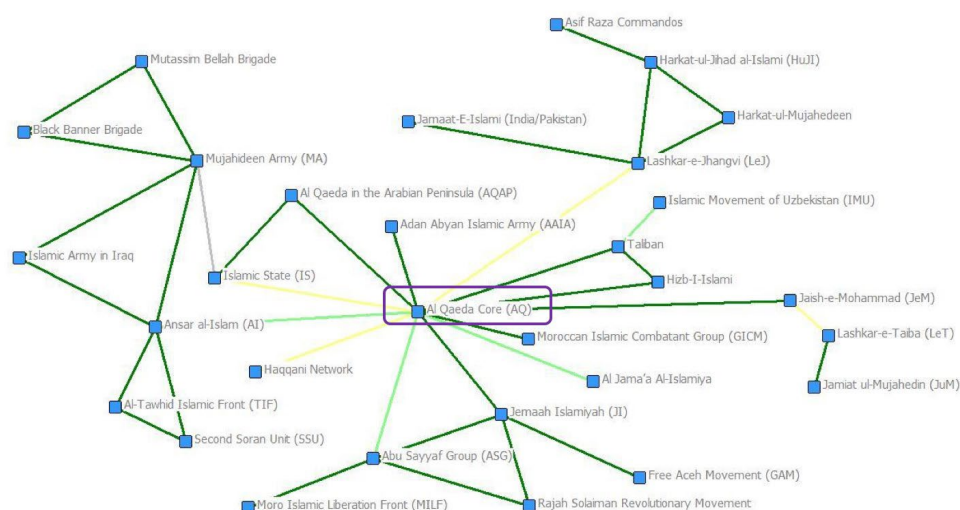 Asif Raza Commandos
Mutassim Bellah Brigade
Harkat-ul-Jihad al-Islami (HuJI)
Black Banner Brigade
Jamaat-E-Islami (India/Pakistan)
Harkat-ul-Mujahedeen
Mujahideen Army (MA)
Lashkar-e-Jhangvi (LeJ)
Al Qaeda in the Arabian Peninsula (AQAP)
Islamic Movement of Uzbekistan (IMU)
Adan Abyan Islamic Army (AAIA)
Taliban
Islamic Army in Iraq
Islamic State (IS)
Hizb-I-Islami
Jaish-e-Mohammad (JeM)
Al Qaeda Core (AQ)
Ansar al-Islam (AI)
Moroccan Islamic Combatant Group (GICM)
Lashkar-e-Taiba (LeT)
Haqqani Network
Al Jama'a Al-Islamiya
Jamiat ul-Mujahedin (JuM)
Al-Tawhid Islamic Front (TIF)
Jemaah Islamiyah (JI)
Second Soran Unit (SSU)
Abu Sayyaf Group (ASG)
Free Aceh Movement (GAM)
Moro Islamic Liberation Front (MILF)
Rajah Solaiman Revolutionary Movement